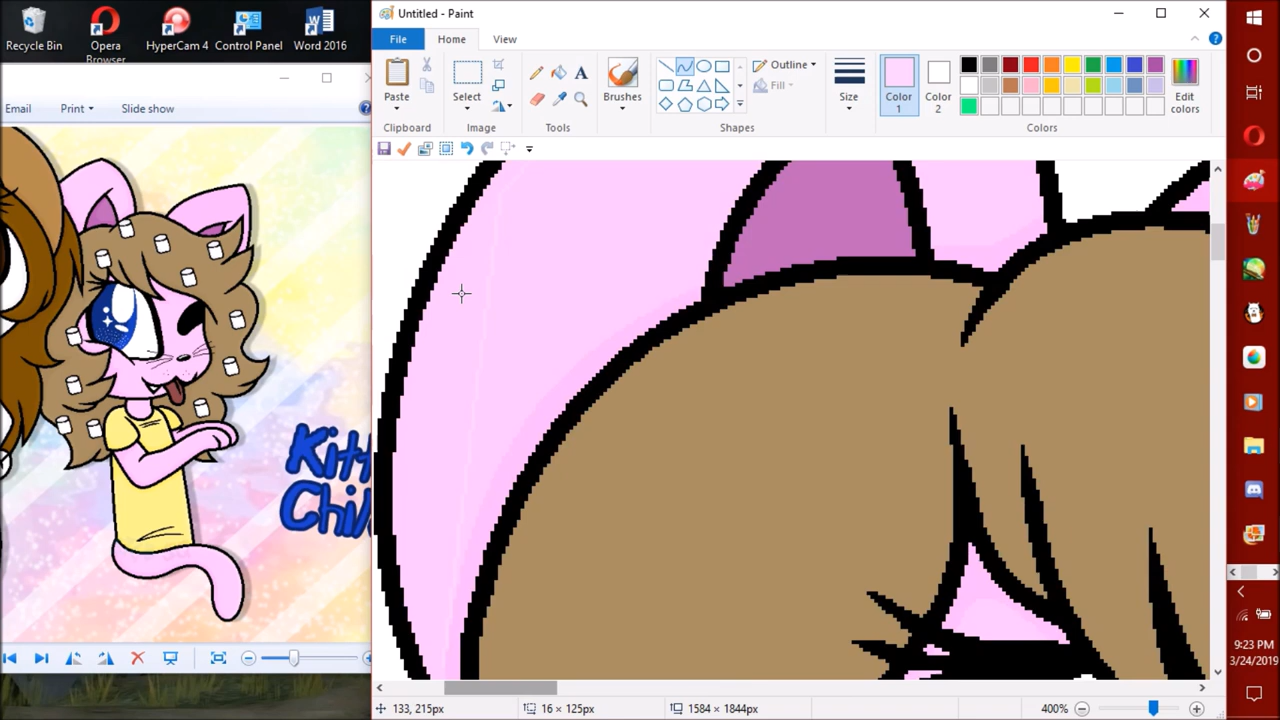 Recycle Bin
Opera Browser
HyperCam 4
Control Panel
Word 2016
Email
Print
Slide show
Kitt
Chil
Untitled - Paint
File
Home
View
Paste
Select
Brushes
Outline
Fill
Size
Color 1
Color 2
Edit colors
Clipboard
Image
Tools
Shapes
Colors
133, 215px
16 × 125px
1584 × 1844px
400%
9:23 PM
3/24/2019